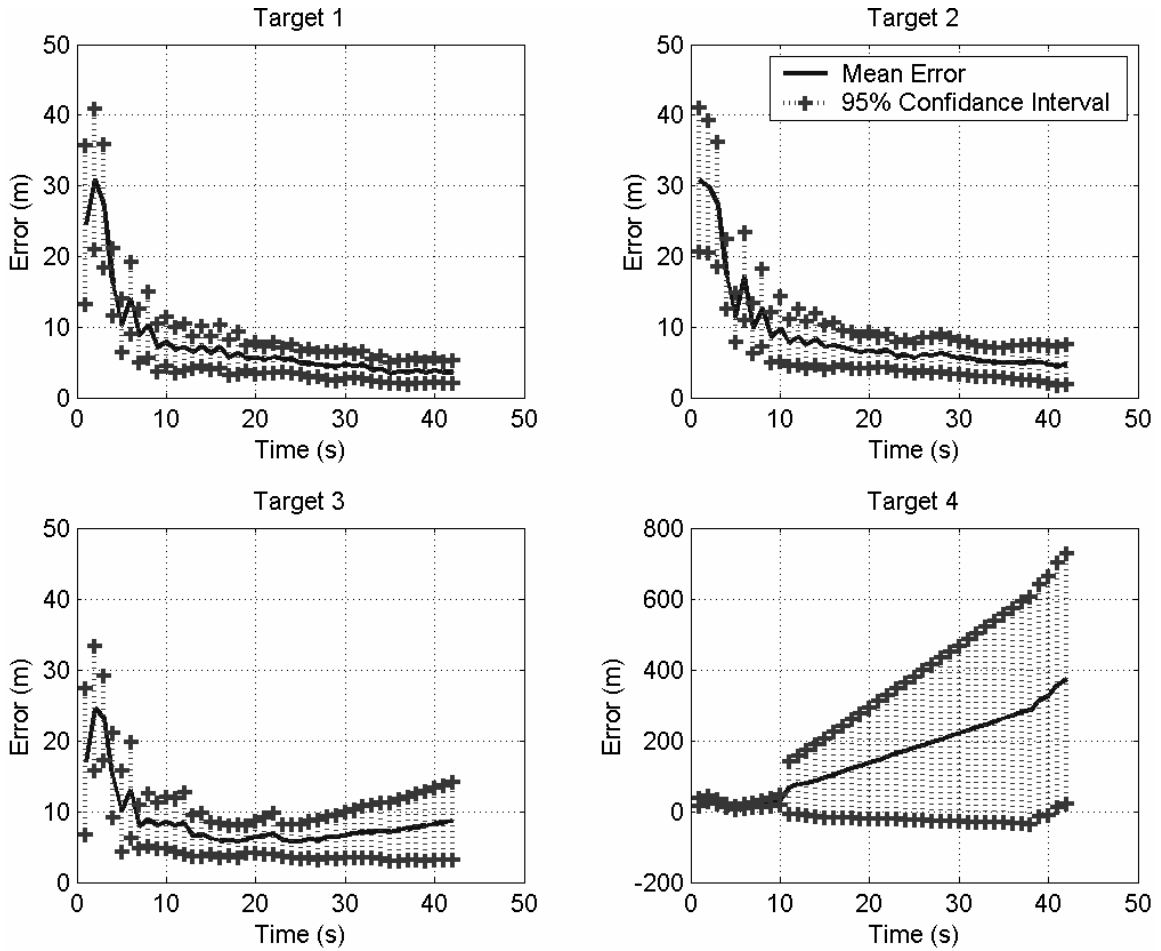 Target 1
50
40
30
20
10
0
Error (m)
0 10 20 30 40 50
Time (s)
Target 2
Mean Error
95% Confidance Interval
50
40
30
20
10
0
Error (m)
0 10 20 30 40 50
Time (s)
Target 3
50
40
30
20
10
0
Error (m)
0 10 20 30 40 50
Time (s)
Target 4
800
600
400
200
0
-200
Error (m)
0 10 20 30 40 50
Time (s)